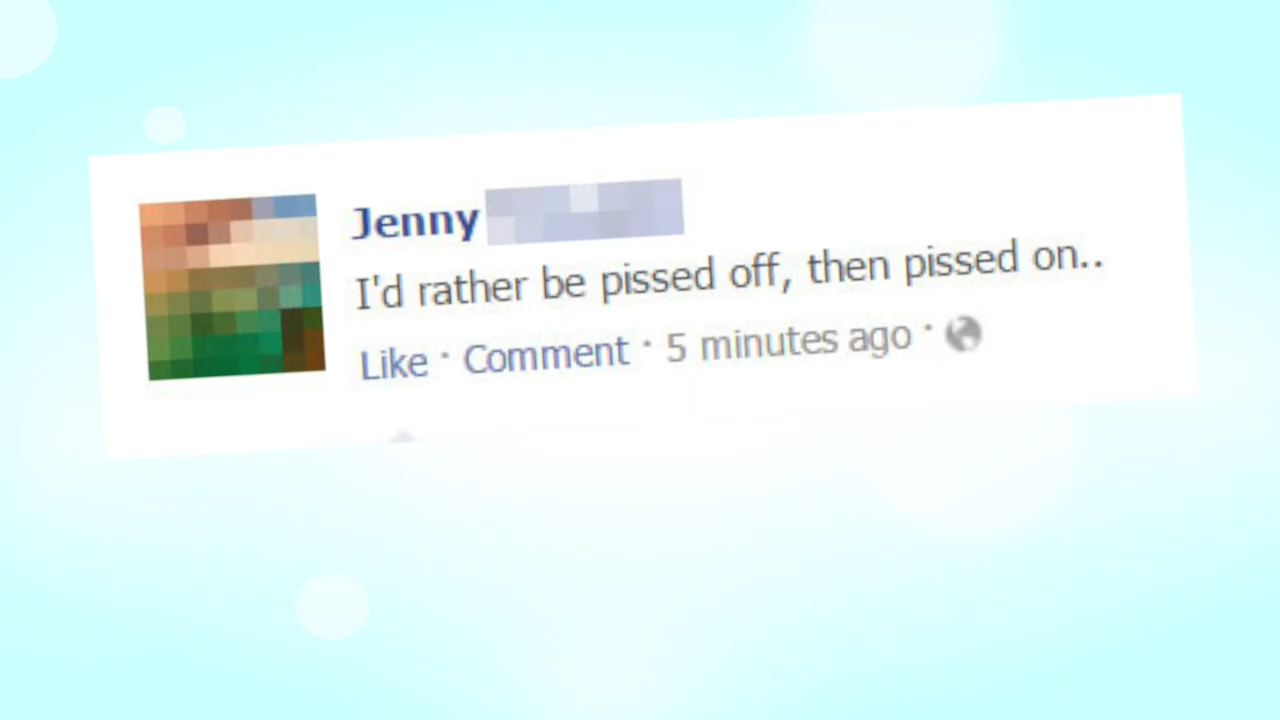 Jenny
I'd rather be pissed off, then pissed on..
Like · Comment · 5 minutes ago ·